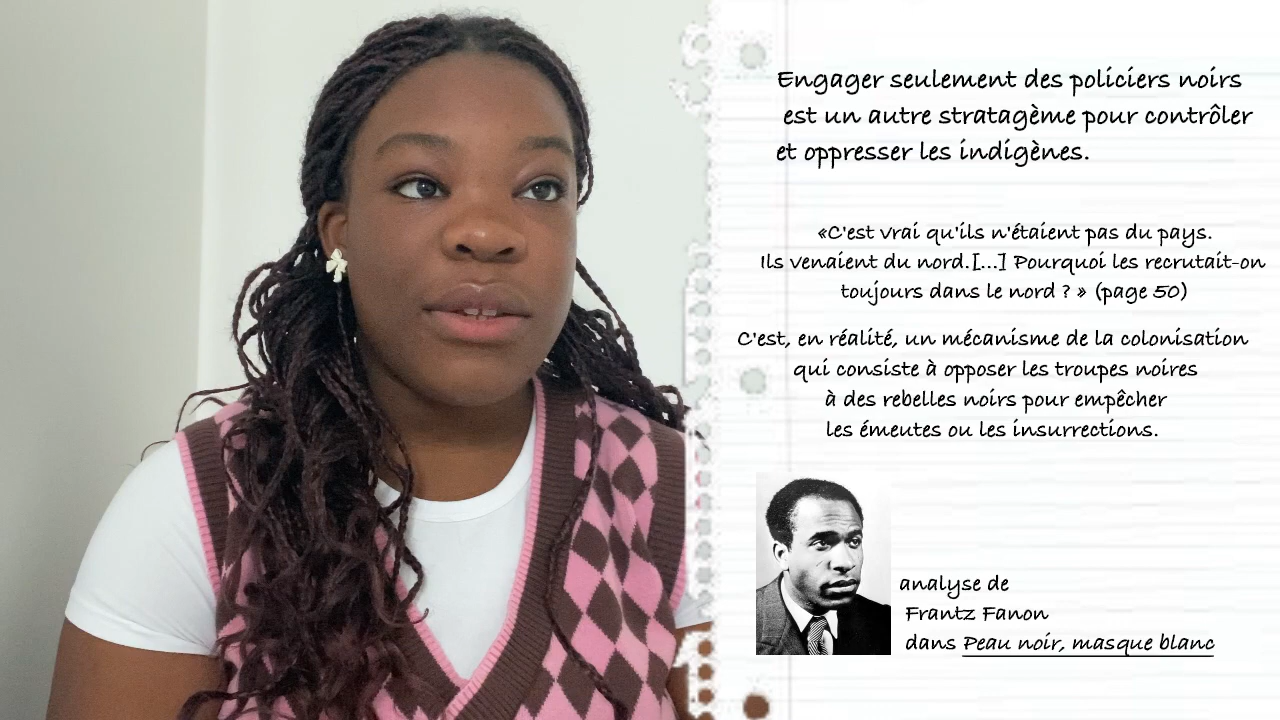 Engager seulement des policiers noirs
est un autre stratagème pour contrôler
et oppresser les indigènes.
«C'est vrai qu'ils n'étaient pas du pays.
Ils venaient du nord.[...] Pourquoi les recrutait-on
toujours dans le nord ? » (page 50)
C'est, en réalité, un mécanisme de la colonisation
qui consiste à opposer les troupes noires
à des rebelles noirs pour empêcher
les émeutes ou les insurrections.
analyse de
Frantz Fanon
dans Peau noir, masque blanc